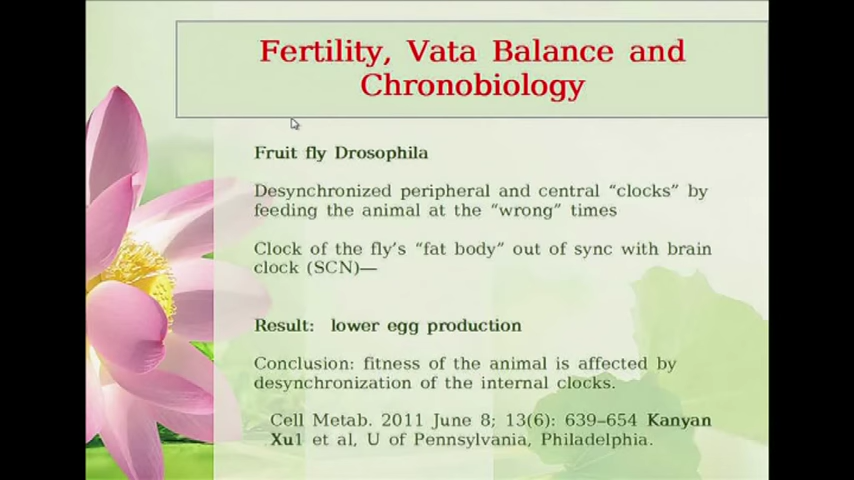 Fertility, Vata Balance and
Chronobiology
Fruit fly Drosophila
Desynchronized peripheral and central “clocks” by
feeding the animal at the “wrong” times
Clock of the fly’s “fat body” out of sync with brain
clock (SCN)—
Result: lower egg production
Conclusion: fitness of the animal is affected by
desynchronization of the internal clocks.
Cell Metab. 2011 June 8; 13(6): 639–654 Kanyan
Xu1 et al, U of Pennsylvania, Philadelphia.